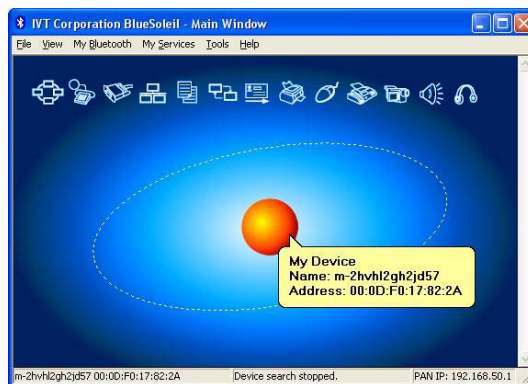 IVT Corporation BlueSoleil - Main Window
File View My Bluetooth My Services Tools Help
My Device
Name: m-2hvhl2gh2jd57
Address: 00:0D:F0:17:82:2A
m-2hvhl2gh2jd57 00:0D:F0:17:82:2A Device search stopped. PAN IP: 192.168.50.1